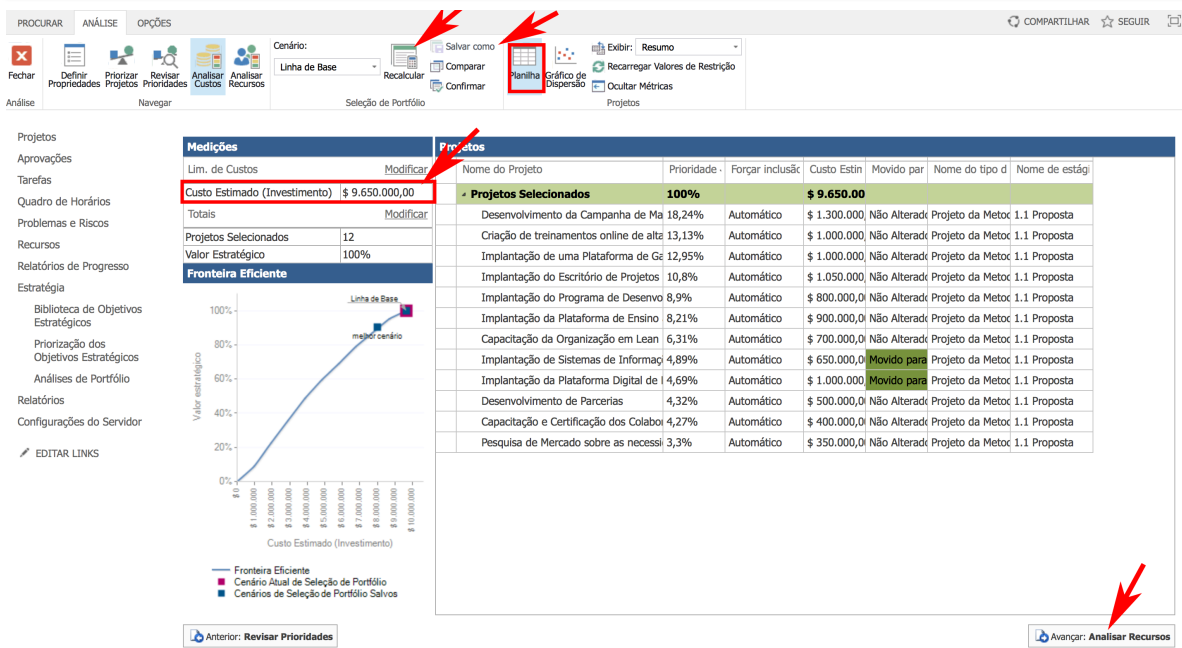 PROCURAR ANÁLISE OPÇÕES COMPARTILHAR SEGUIR
Fechar
Definir Propriedades
Priorizar Projetos
Revisar Prioridades
Analisar Custos
Analisar Recursos
Cenário:
Linha de Base
Recalcular
Salvar como
Comparar
Confirmar
Planilha
Gráfico de Dispersão
Exibir: Resumo
Recarregar Valores de Restrição
Ocultar Métricas
Análise Navegar Seleção de Portfólio Projetos
Projetos
Aprovações
Tarefas
Quadro de Horários
Problemas e Riscos
Recursos
Relatórios de Progresso
Estratégia
Biblioteca de Objetivos
Estratégicos
Priorização dos
Objetivos Estratégicos
Análises de Portfólio
Relatórios
Configurações do Servidor
EDITAR LINKS
Medições
Lim. de Custos Modificar
Custo Estimado (Investimento) $ 9.650.000,00
Totais Modificar
Projetos Selecionados 12
Valor Estratégico 100%
Fronteira Eficiente
Linha de Base
melhor cenário
Valor estratégico
100%
80%
60%
40%
20%
0%
$ 0
$ 1.000.000
$ 2.000.000
$ 3.000.000
$ 4.000.000
$ 5.000.000
$ 6.000.000
$ 7.000.000
$ 8.000.000
$ 9.000.000
$ 10.000.000
Custo Estimado (Investimento)
Fronteira Eficiente
Cenário Atual de Seleção de Portfólio
Cenários de Seleção de Portfólio Salvos
Projetos
Nome do Projeto Prioridade Forçar inclusão Custo Estin Movido par Nome do tipo d Nome de estági
Projetos Selecionados 100% $ 9.650.00
Desenvolvimento da Campanha de Ma 18,24% Automático $ 1.300.000, Não Alterado Projeto da Metod 1.1 Proposta
Criação de treinamentos online de alta 13,13% Automático $ 1.000.000, Não Alterado Projeto da Metod 1.1 Proposta
Implantação de uma Plataforma de Ga 12,95% Automático $ 1.000.000, Não Alterado Projeto da Metod 1.1 Proposta
Implantação do Escritório de Projetos 10,8% Automático $ 1.050.000, Não Alterado Projeto da Metod 1.1 Proposta
Implantação do Programa de Desenvo 8,9% Automático $ 800.000,0 Não Alterado Projeto da Metod 1.1 Proposta
Implantação da Plataforma de Ensino 8,21% Automático $ 900.000,0 Não Alterado Projeto da Metod 1.1 Proposta
Capacitação da Organização em Lean 6,31% Automático $ 700.000,0 Não Alterado Projeto da Metod 1.1 Proposta
Implantação de Sistemas de Informaç 4,89% Automático $ 650.000,0 Movido para Projeto da Metod 1.1 Proposta
Implantação da Plataforma Digital de 4,69% Automático $ 1.000.000, Movido para Projeto da Metod 1.1 Proposta
Desenvolvimento de Parcerias 4,32% Automático $ 500.000,0 Não Alterado Projeto da Metod 1.1 Proposta
Capacitação e Certificação dos Colabo 4,27% Automático $ 400.000,0 Não Alterado Projeto da Metod 1.1 Proposta
Pesquisa de Mercado sobre as necessi 3,3% Automático $ 350.000,0 Não Alterado Projeto da Metod 1.1 Proposta
Anterior: Revisar Prioridades
Avançar: Analisar Recursos